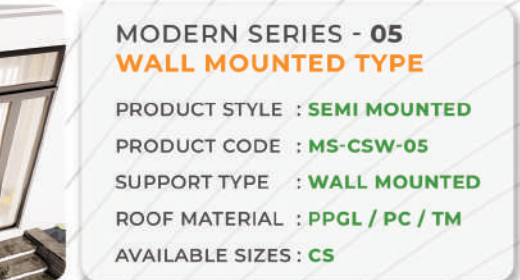 MODERN SERIES - 05
WALL MOUNTED TYPE
PRODUCT STYLE : SEMI MOUNTED
PRODUCT CODE : MS-CSW-05
SUPPORT TYPE : WALL MOUNTED
ROOF MATERIAL : PPGL / PC / TM
AVAILABLE SIZES : CS